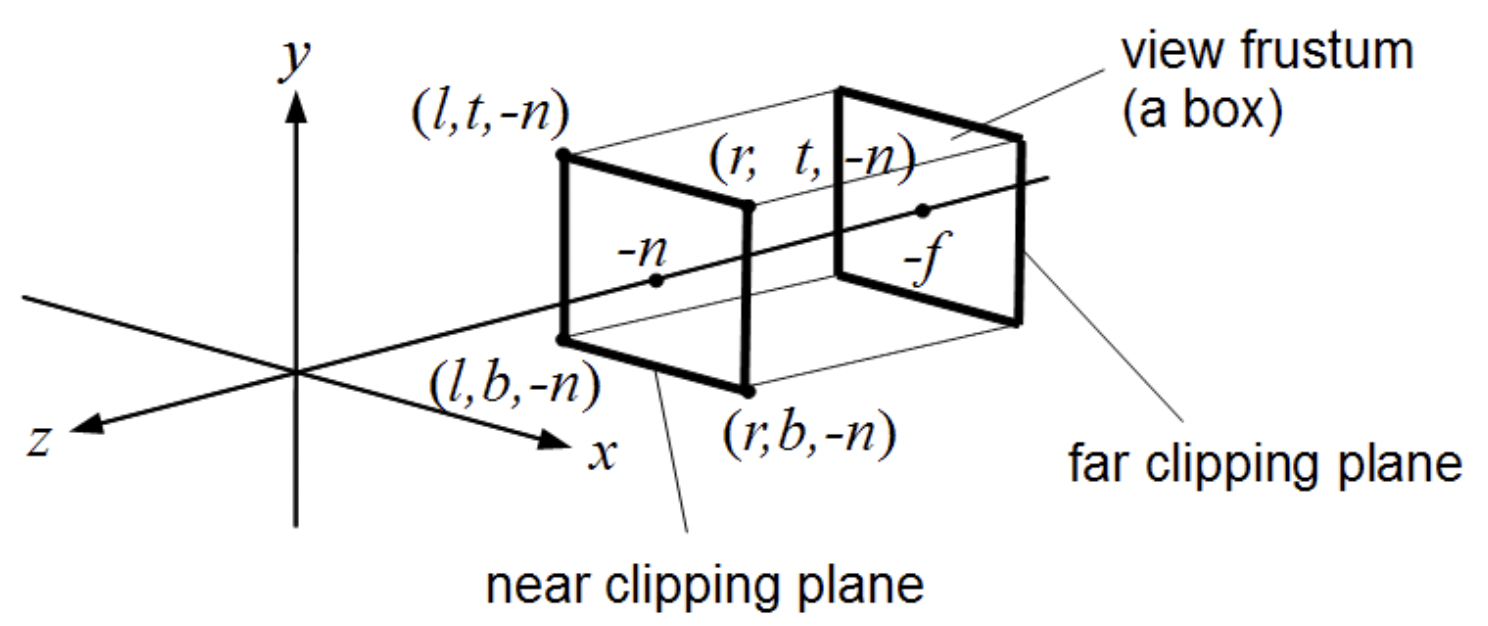 y
view frustum
(a box)
(l,t,-n)
(r, t, -n)
-n
-f
(l,b,-n)
(r,b,-n)
z
x
far clipping plane
near clipping plane